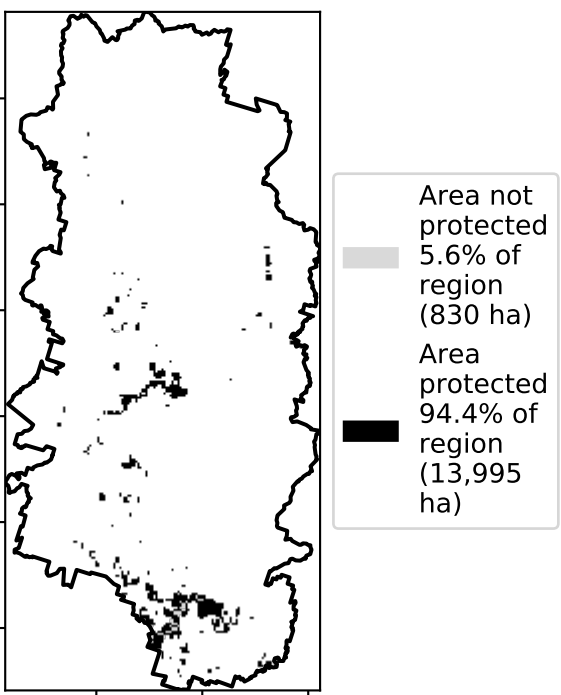 Area not
protected
5.6% of
region
(830 ha)
Area
protected
94.4% of
region
(13,995
ha)